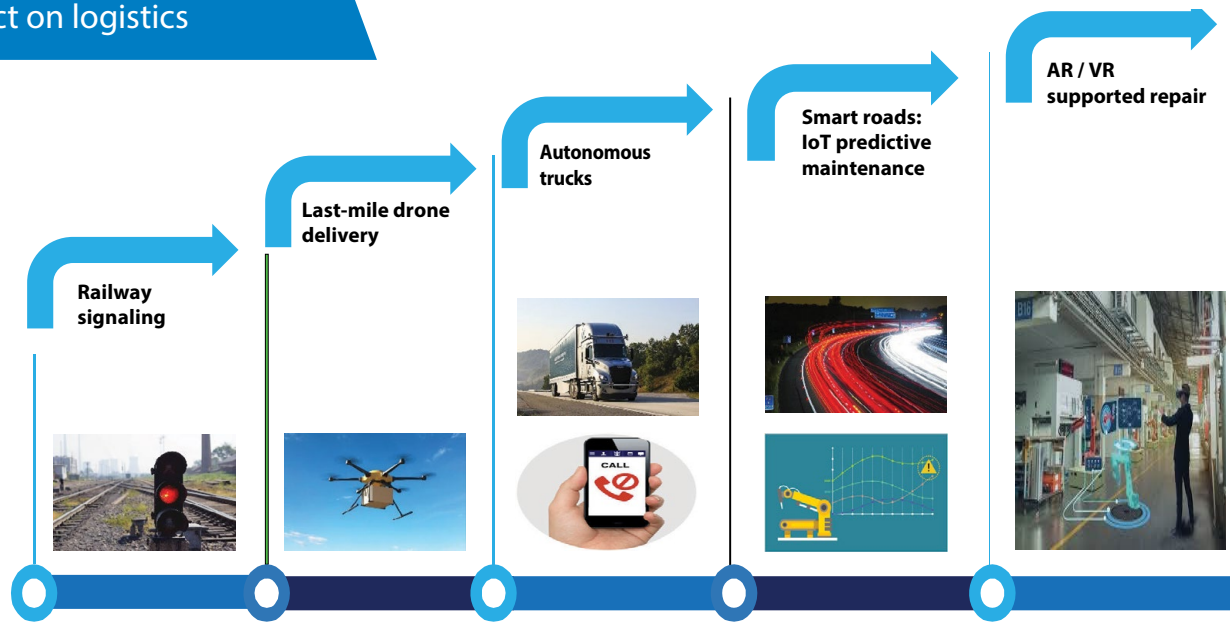 ct on logistics
Railway
signaling
Last-mile drone
delivery
Autonomous
trucks
Smart roads:
IoT predictive
maintenance
AR / VR
supported repair
CALL
B16